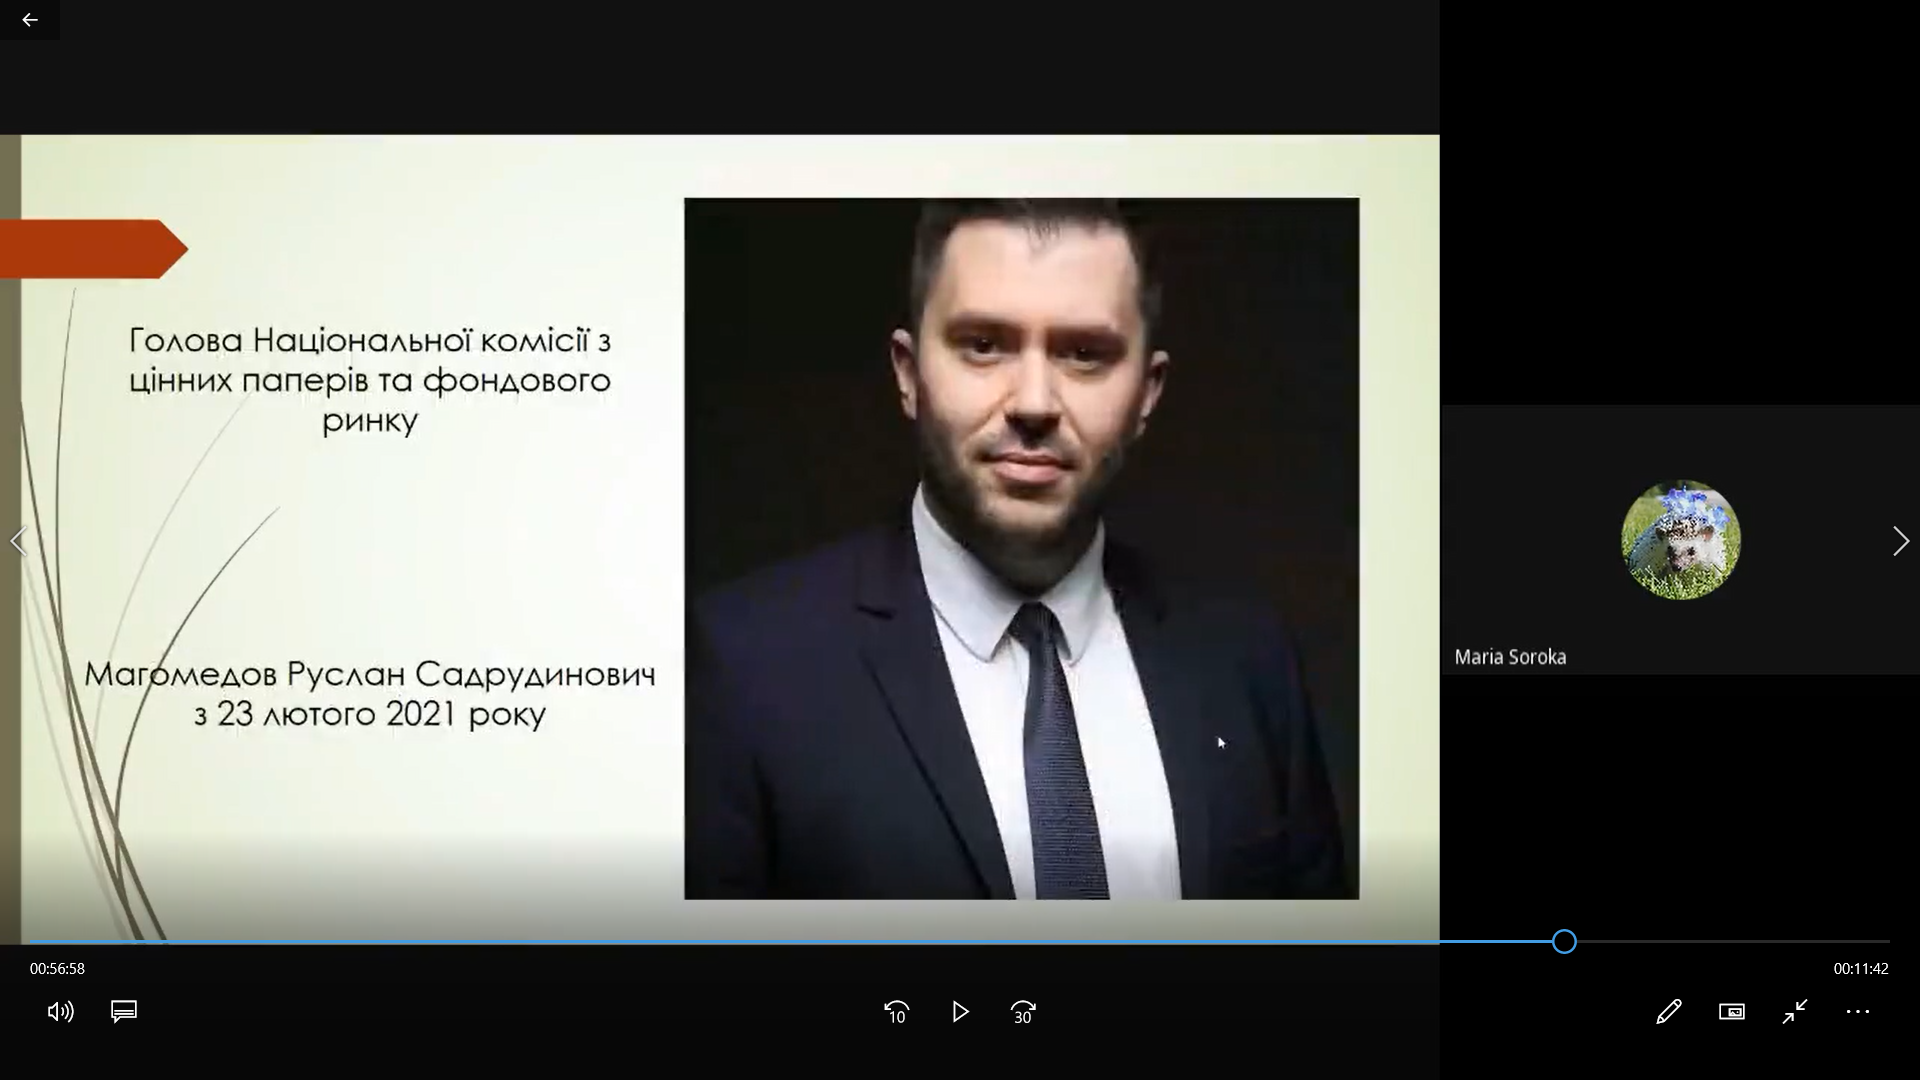 Голова Національної комісії з
цінних паперів та фондового
ринку
Магомедов Руслан Садрудинович
з 23 лютого 2021 року
Maria Soroka
00:56:58
00:11:42
10
30